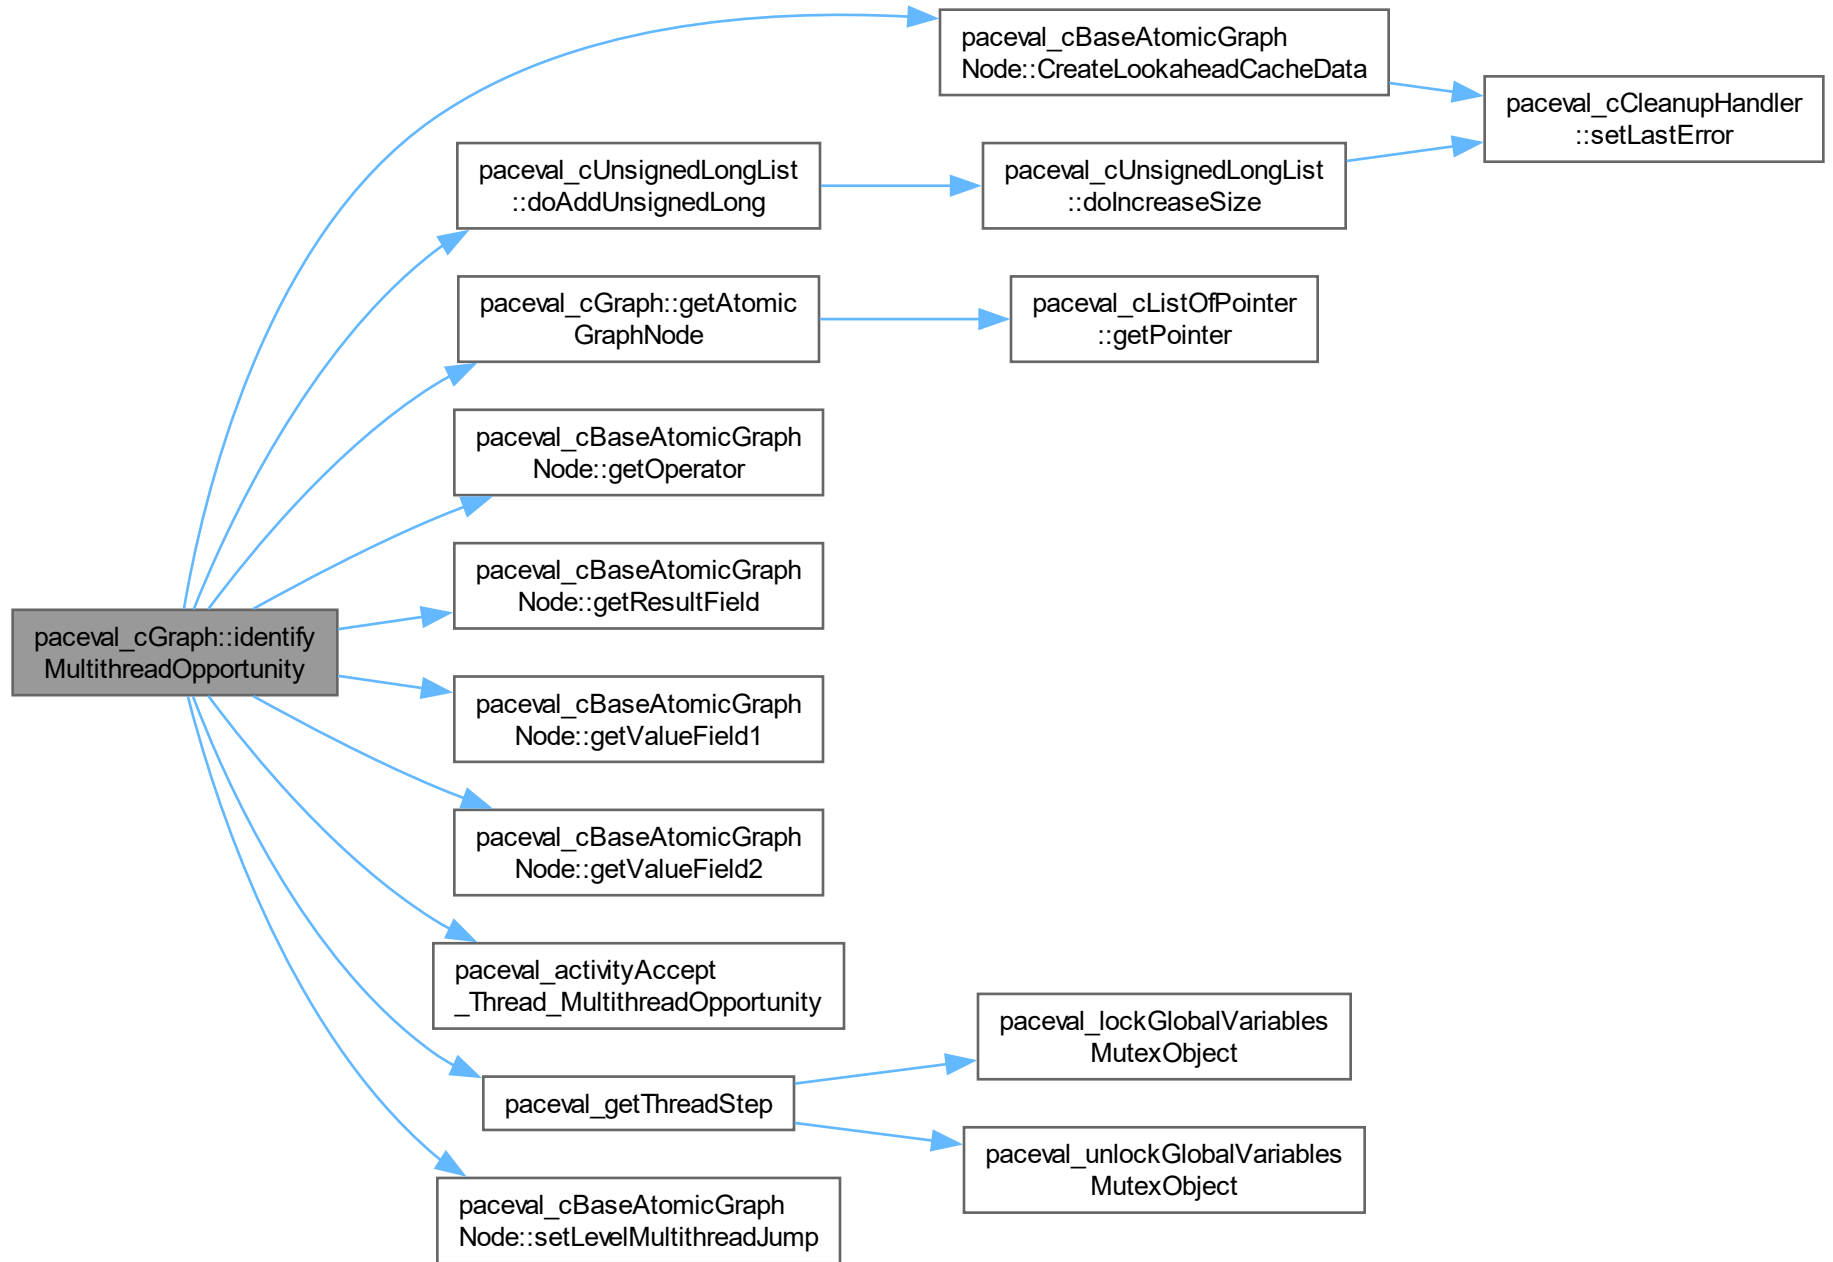 paceval_cBaseAtomicGraph
Node::CreateLookaheadCacheData
paceval_cCleanupHandler
::setLastError
paceval_cUnsignedLongList
::doAddUnsignedLong
paceval_cUnsignedLongList
::doIncreaseSize
paceval_cGraph::getAtomic
GraphNode
paceval_cListOfPointer
::getPointer
paceval_cBaseAtomicGraph
Node::getOperator
paceval_cBaseAtomicGraph
Node::getResultField
paceval_cGraph::identify
MultithreadOpportunity
paceval_cBaseAtomicGraph
Node::getValueField1
paceval_cBaseAtomicGraph
Node::getValueField2
paceval_activityAccept
_Thread_MultithreadOpportunity
paceval_lockGlobalVariables
MutexObject
paceval_getThreadStep
paceval_unlockGlobalVariables
MutexObject
paceval_cBaseAtomicGraph
Node::setLevelMultithreadJump